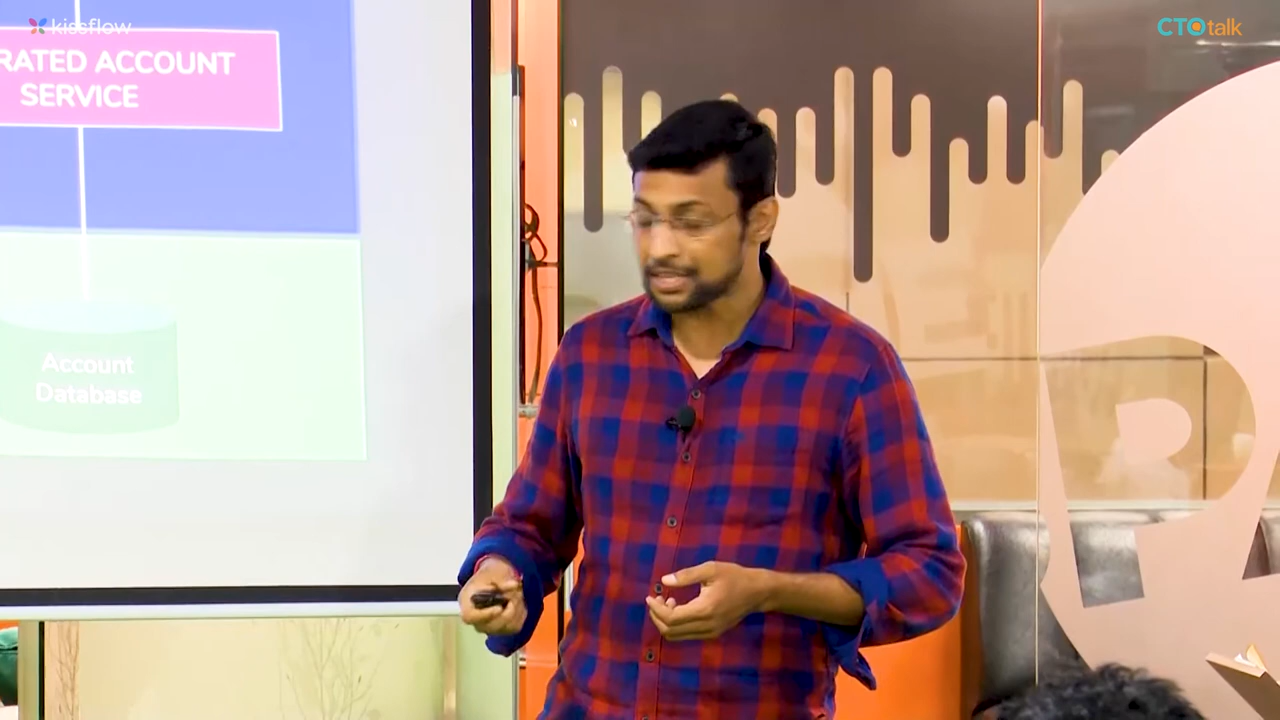 kissflow
CTOtalk
RATED ACCOUNT
SERVICE
Account
Database